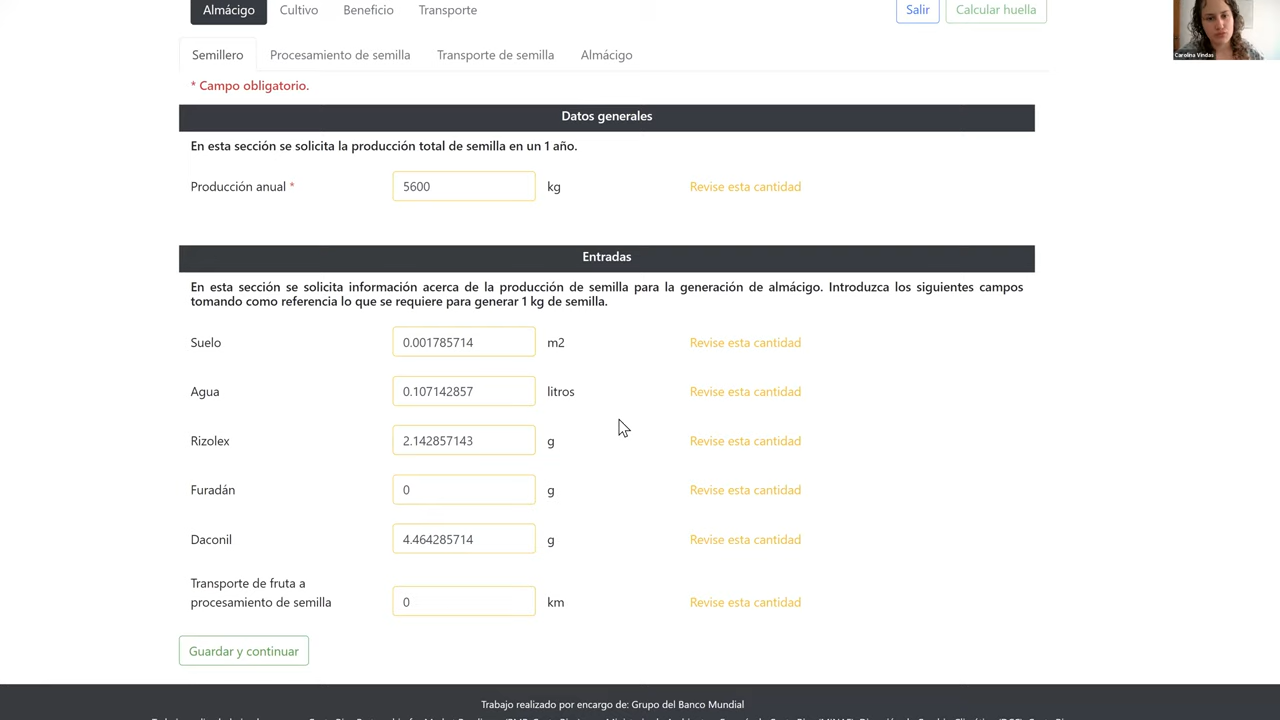 Almácigo Cultivo Beneficio Transporte Salir Calcular huella
Carolina Vindas
Semillero Procesamiento de semilla Transporte de semilla Almácigo
* Campo obligatorio.
Datos generales
En esta sección se solicita la producción total de semilla en un 1 año.
Producción anual * 5600 kg Revise esta cantidad
Entradas
En esta sección se solicita información acerca de la producción de semilla para la generación de almácigo. Introduzca los siguientes campos
tomando como referencia lo que se requiere para generar 1 kg de semilla.
Suelo 0.001785714 m2 Revise esta cantidad
Agua 0.107142857 litros Revise esta cantidad
Rizolex 2.142857143 g Revise esta cantidad
Furadán 0 g Revise esta cantidad
Daconil 4.464285714 g Revise esta cantidad
Transporte de fruta a
procesamiento de semilla 0 km Revise esta cantidad
Guardar y continuar
Trabajo realizado por encargo de: Grupo del Banco Mundial